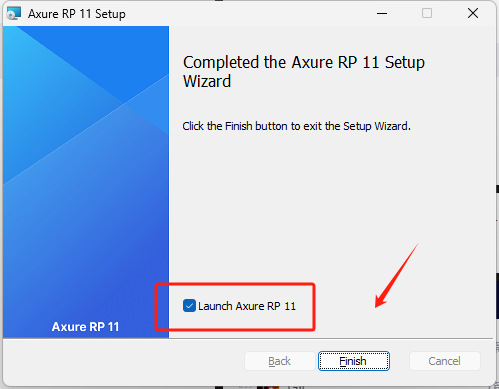 Axure RP 11 Setup
Completed the Axure RP 11 Setup
Wizard
Click the Finish button to exit the Setup Wizard.
Launch Axure RP 11
Axure RP 11
Back
Finish
Cancel